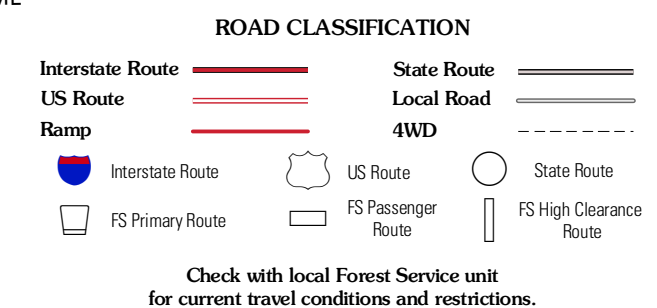 ROAD CLASSIFICATION
Interstate Route
State Route
US Route
Local Road
Ramp
4WD
Interstate Route
US Route
State Route
FS Primary Route
FS Passenger
Route
FS High Clearance
Route
Check with local Forest Service unit
for current travel conditions and restrictions.